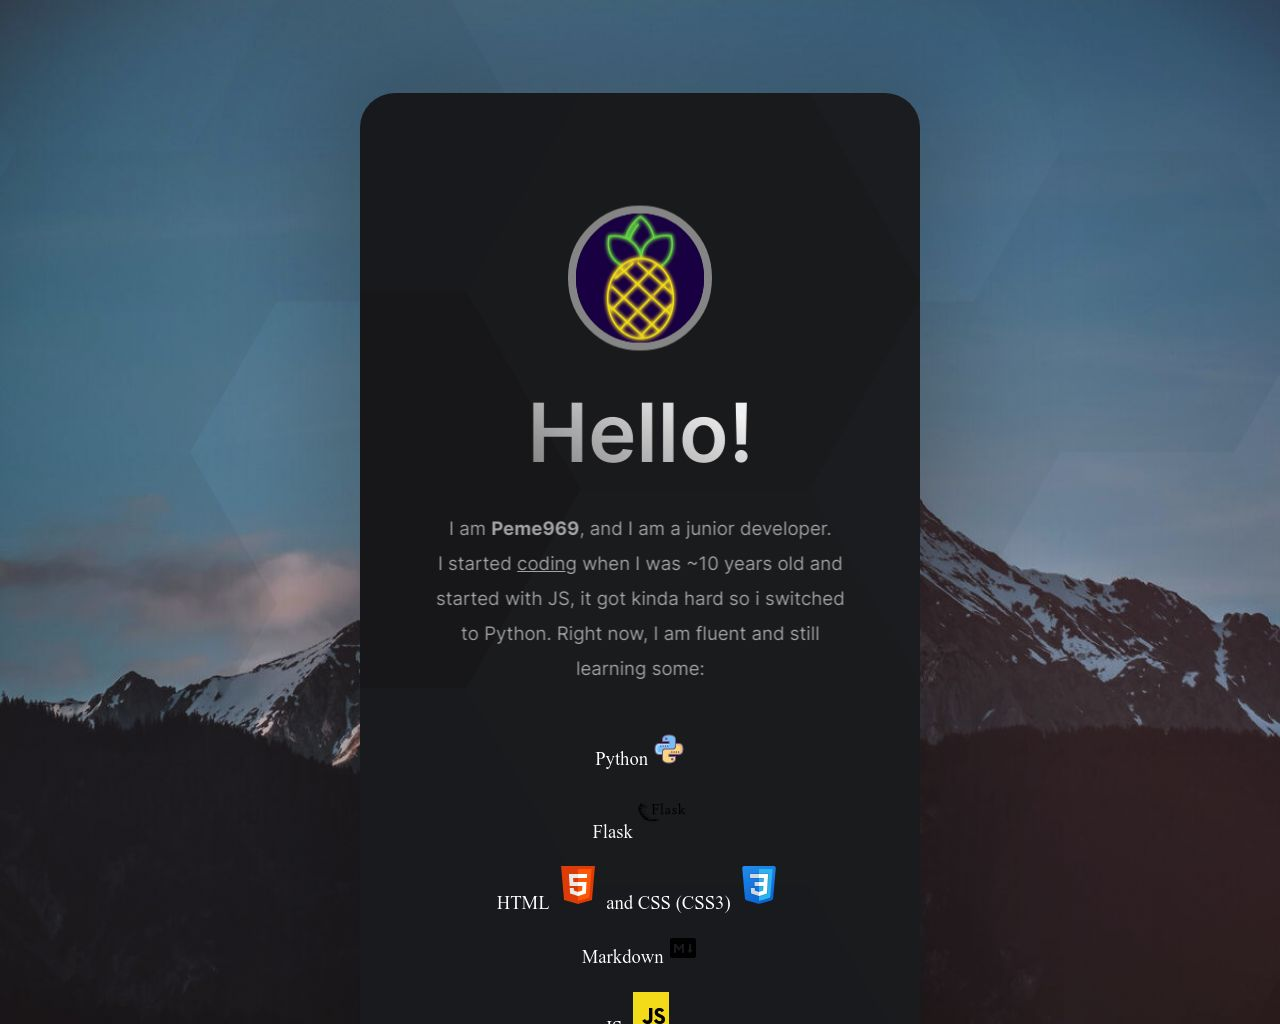 Hello!
I am Peme969, and I am a junior developer.
I started coding when I was ~10 years old and
started with JS, it got kinda hard so i switched
to Python. Right now, I am fluent and still
learning some:
Python
Flask
Flask
HTML 5 and CSS (CSS3) 3
Markdown M↓
JS JS